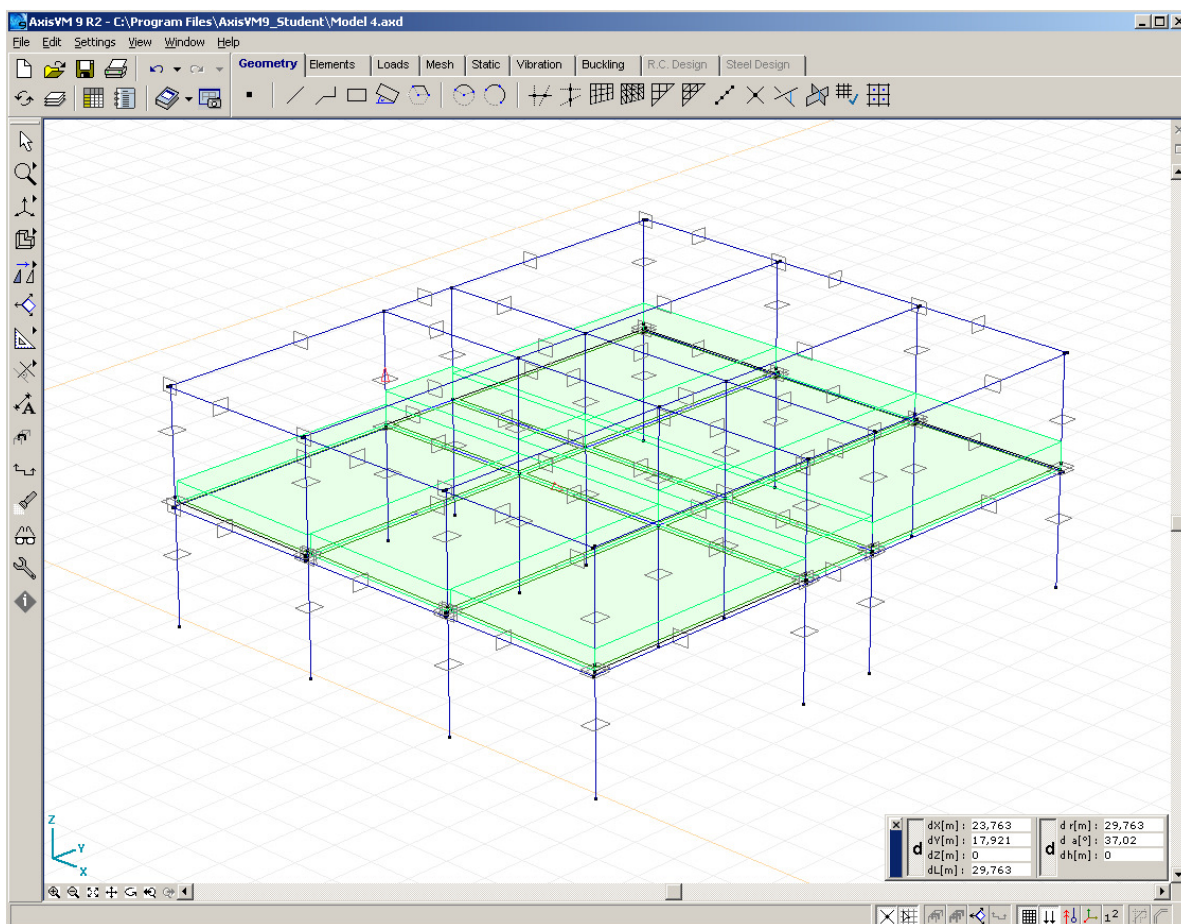 AxisVM 9 R2 - C:\Program Files\AxisVM9_Student\Model 4.axd
File Edit Settings View Window Help
Geometry Elements Loads Mesh Static Vibration Buckling R.C. Design Steel Design
Z
Y
X
d
dX[m] : 23,763
dY[m] : 17,921
dZ[m] : 0
dL[m] : 29,763
d
d r[m] : 29,763
d a[°] : 37,02
dh[m] : 0
1²